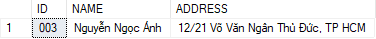 ID NAME ADDRESS
1 003 Nguyễn Ngọc Ánh 12/21 Võ Văn Ngân Thủ Đức, TP HCM